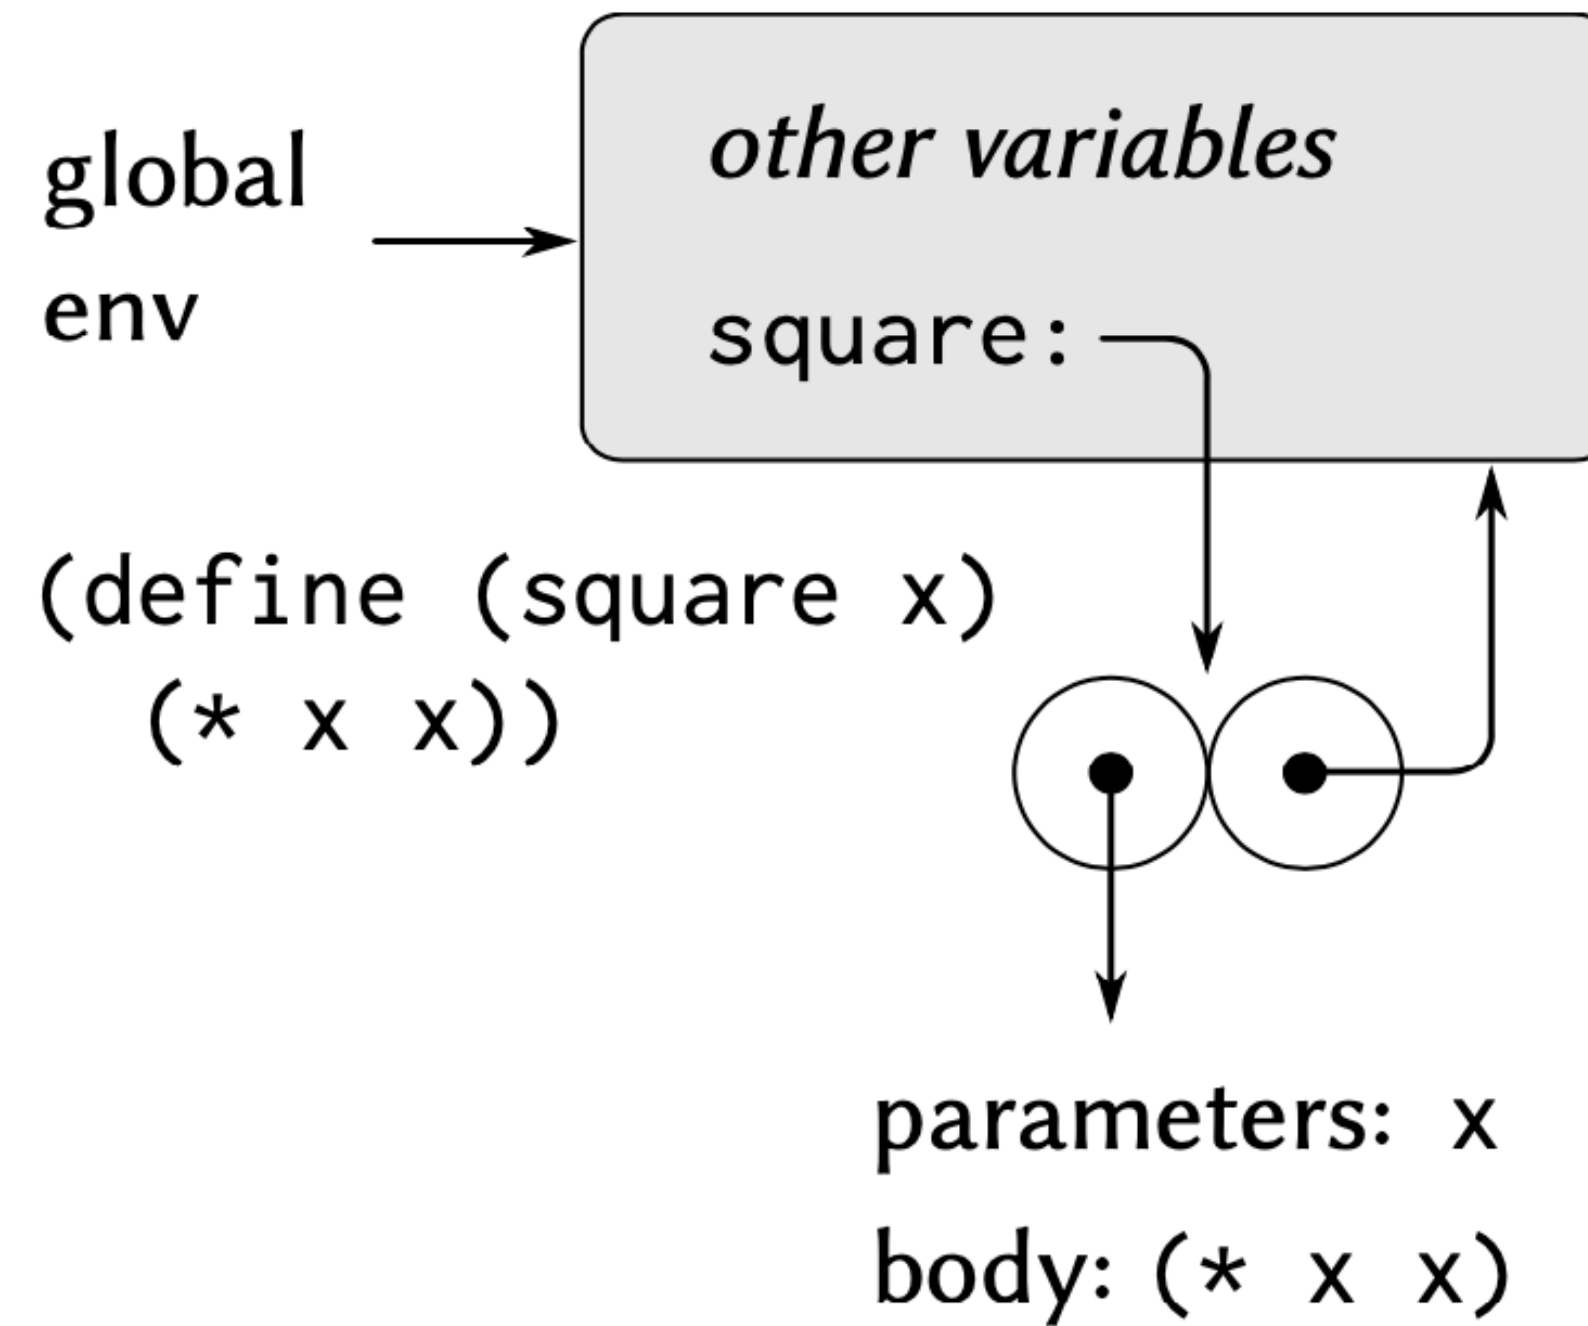 global
env
other variables
square:
(define (square x)
(* x x))
parameters: x
body: (* x x)